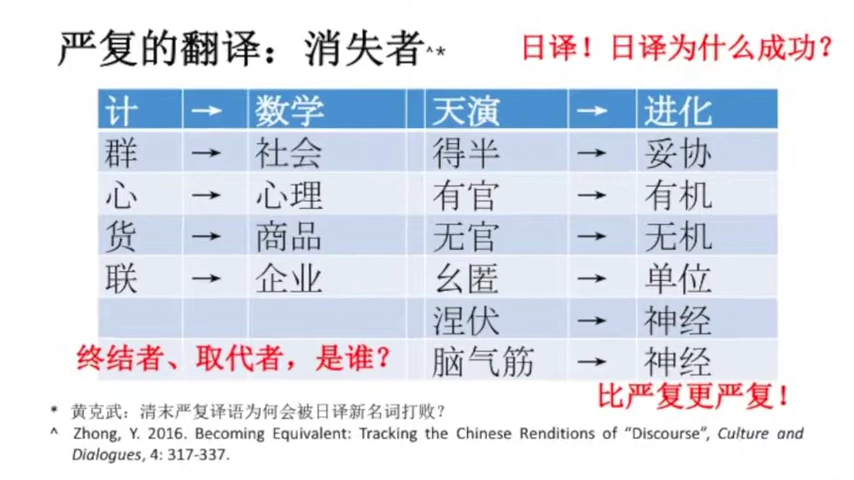 严复的翻译：消失者^*
日译！日译为什么成功？
计 → 数学 天演 → 进化
群 → 社会 得半 → 妥协
心 → 心理 有官 → 有机
货 → 商品 无官 → 无机
联 → 企业 幺匿 → 单位
涅伏 → 神经
终结者、取代者，是谁？
脑气筋 → 神经
比严复更严复！
* 黄克武：清末严复译语为何会被日译新名词打败？
^ Zhong, Y. 2016. Becoming Equivalent: Tracking the Chinese Renditions of “Discourse”, Culture and
Dialogues, 4: 317-337.